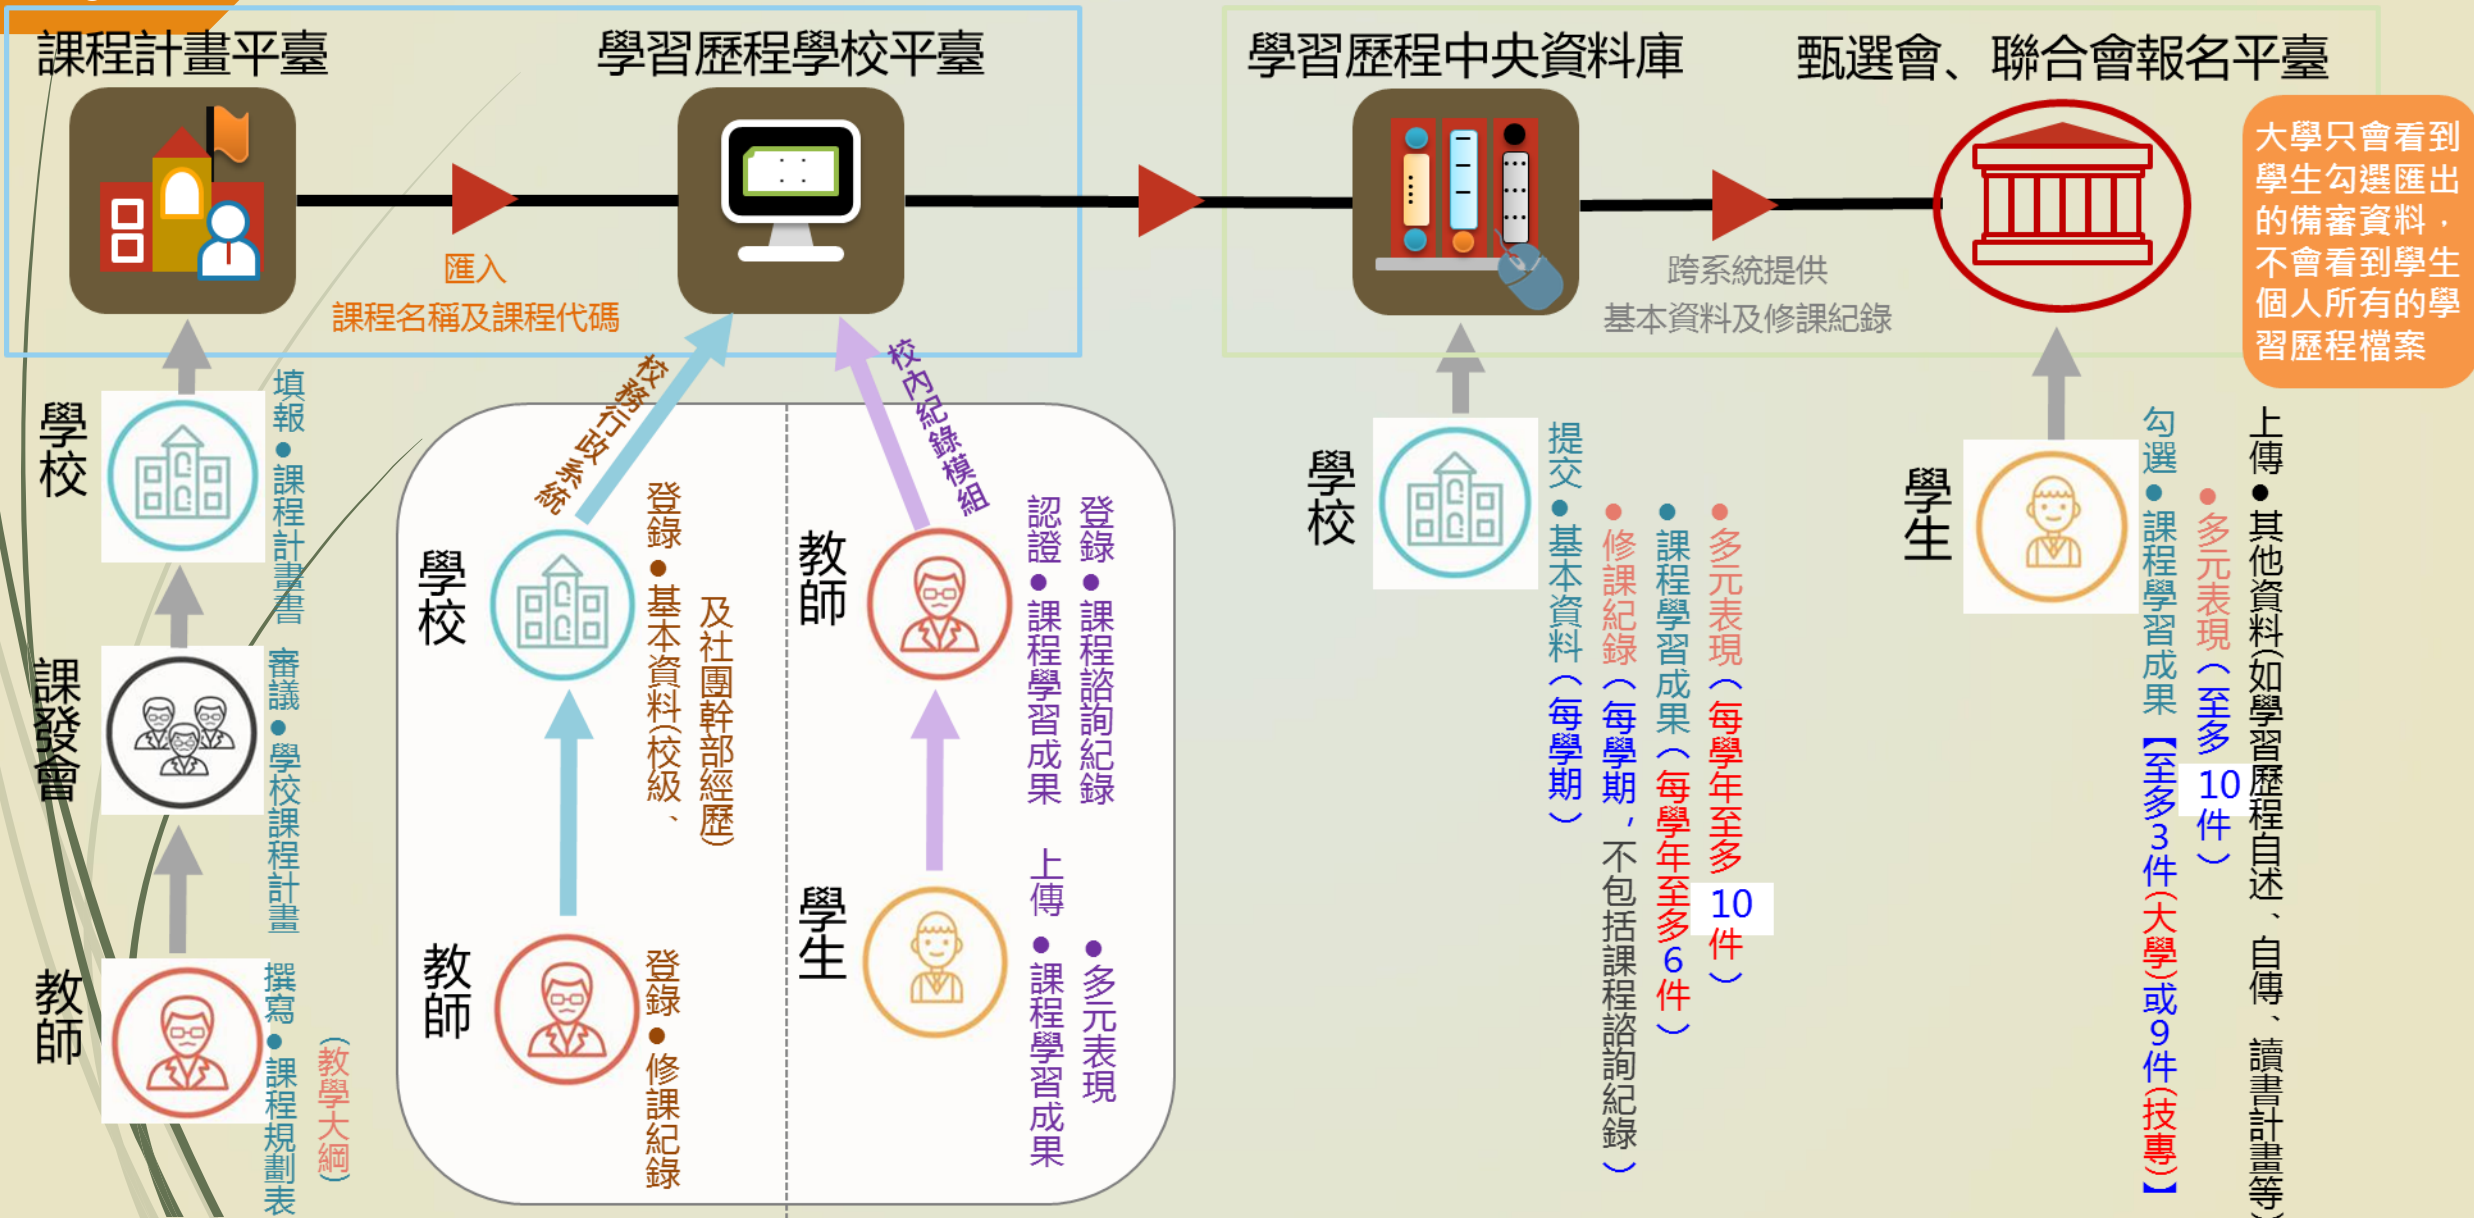 課程計畫平臺
學習歷程學校平臺
學習歷程中央資料庫
甄選會、聯合會報名平臺
匯入
課程名稱及課程代碼
跨系統提供
基本資料及修課紀錄
大學只會看到
學生勾選匯出
的備審資料，
不會看到學生
個人所有的學
習歷程檔案
學校
填報●課程計畫書
課發會
審議●學校課程計畫
教師
撰寫●課程規劃表
(教學大綱)
校務行政系統
學校
登錄●基本資料(校級、
及社團幹部經歷)
教師
登錄●修課紀錄
校內紀錄模組
教師
登錄●課程諮詢紀錄
認證●課程學習成果
學生
上傳●課程學習成果
●多元表現
學校
提交●基本資料(每學期)
●修課紀錄(每學期，不包括課程諮詢紀錄)
●課程學習成果(每學年至多6件)
●多元表現(每學年至多10件)
學生
勾選●課程學習成果【至多3件(大學)或9件(技專)】
●多元表現(至多10件)
上傳●其他資料(如學習歷程自述、自傳、讀書計畫等)